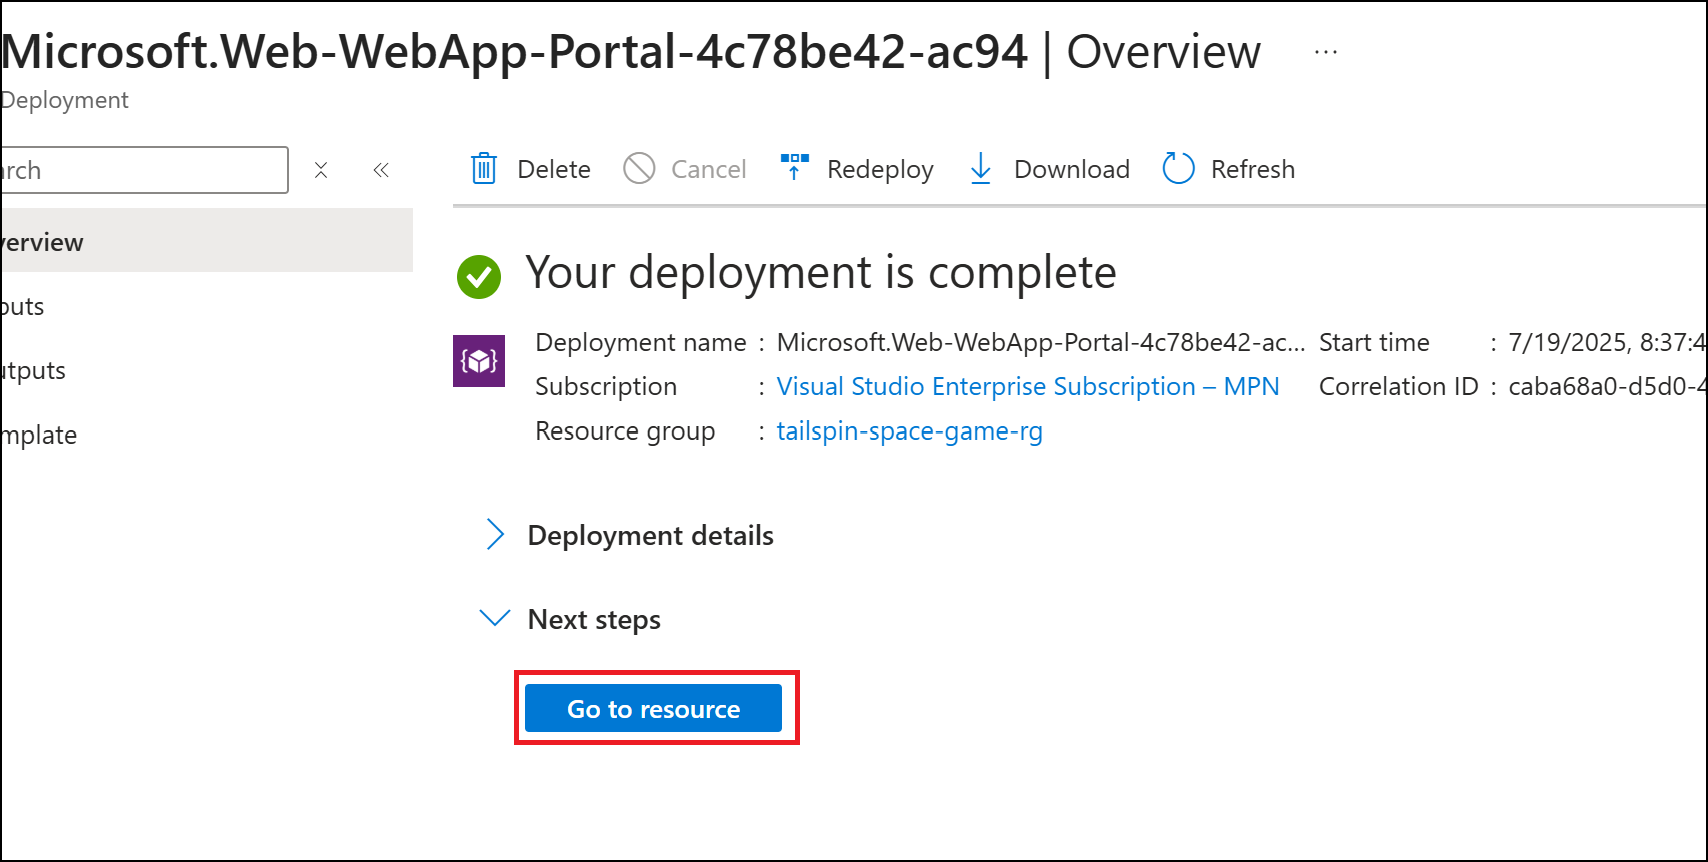 Microsoft.Web-WebApp-Portal-4c78be42-ac94 | Overview ...
Deployment
rch
Delete Cancel Redeploy Download Refresh
verview
puts
utputs
mplate
Your deployment is complete
Deployment name : Microsoft.Web-WebApp-Portal-4c78be42-ac... Start time : 7/19/2025, 8:37:4
Subscription : Visual Studio Enterprise Subscription – MPN Correlation ID : caba68a0-d5d0-4
Resource group : tailspin-space-game-rg
Deployment details
Next steps
Go to resource